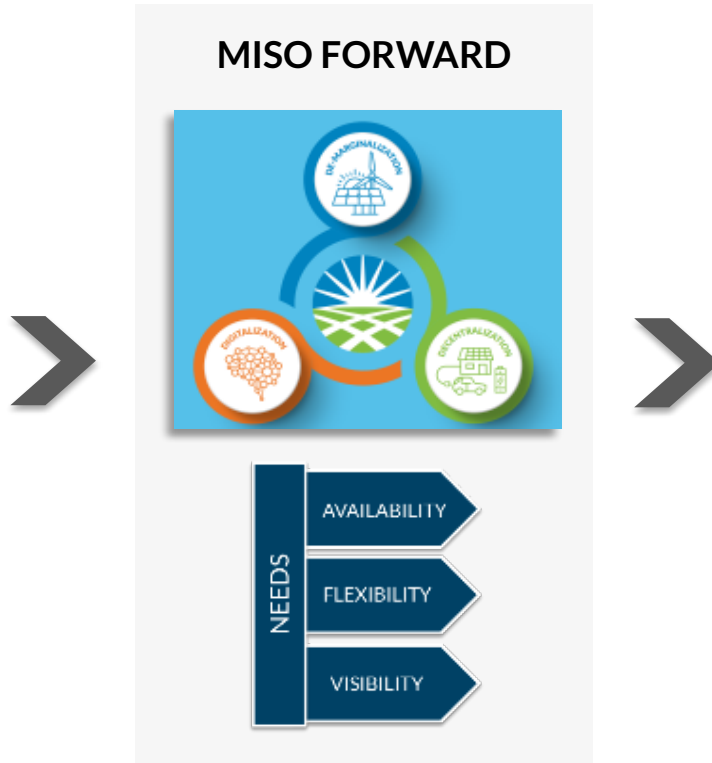 MISO FORWARD
DE-MARGINALIZATION
DIGITALIZATION
DECENTRALIZATION
NEEDS
AVAILABILITY
FLEXIBILITY
VISIBILITY